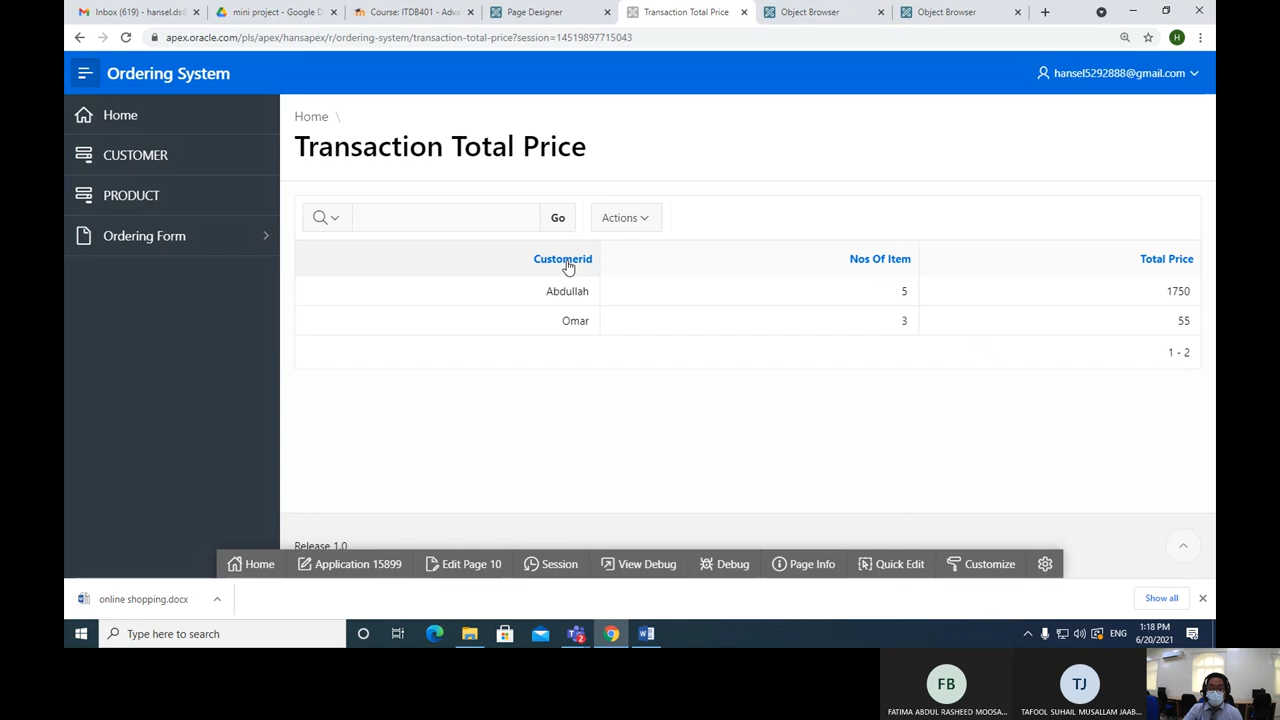 Inbox (619) - hansel.ds@
mini project - Google D
Course: ITDB401 - Adva
Page Designer
Transaction Total Price
Object Browser
Object Browser
apex.oracle.com/pls/apex/hansapex/r/ordering-system/transaction-total-price?session=14519897715043
H
Ordering System
hansel5292888@gmail.com
Home
CUSTOMER
PRODUCT
Ordering Form
Home \
Transaction Total Price
Go
Actions
Customerid Nos Of Item Total Price
Abdullah 5 1750
Omar 3 55
1 - 2
Release 1.0
Home
Application 15899
Edit Page 10
Session
View Debug
Debug
Page Info
Quick Edit
Customize
online shopping.docx
Show all
Type here to search
ENG
1:18 PM
6/20/2021
FB
FATIMA ABDUL RASHEED MOOSA...
TJ
TAFOOL SUHAIL MUSALLAM JAAB...